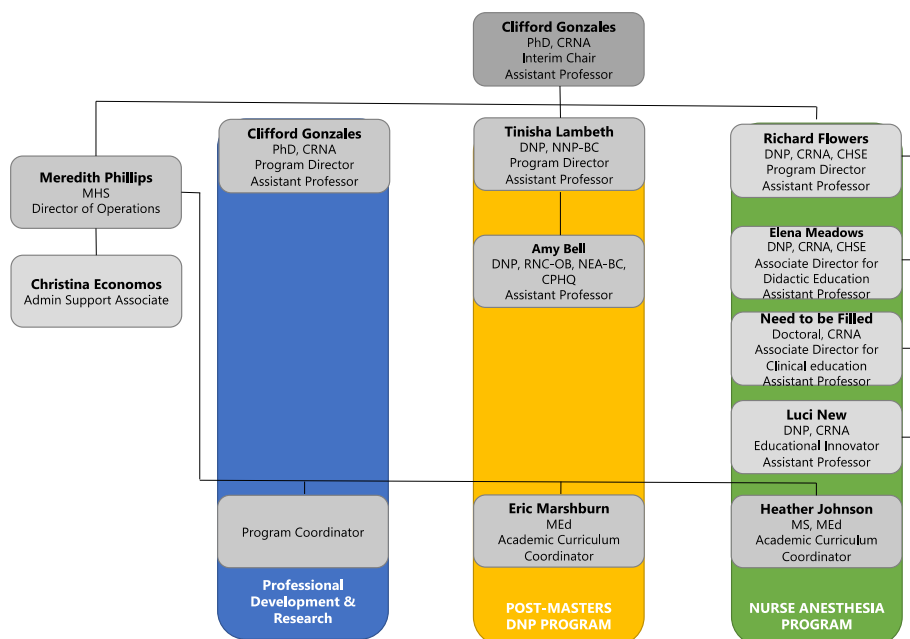 Clifford Gonzales
PhD, CRNA
Interim Chair
Assistant Professor
Meredith Phillips
MHS
Director of Operations
Christina Economos
Admin Support Associate
Clifford Gonzales
PhD, CRNA
Program Director
Assistant Professor
Program Coordinator
Professional
Development &
Research
Tinisha Lambeth
DNP, NNP-BC
Program Director
Assistant Professor
Amy Bell
DNP, RNC-OB, NEA-BC,
CPHQ
Assistant Professor
Eric Marshburn
MEd
Academic Curriculum
Coordinator
POST-MASTERS
DNP PROGRAM
Richard Flowers
DNP, CRNA, CHSE
Program Director
Assistant Professor
Elena Meadows
DNP, CRNA, CHSE
Associate Director for
Didactic Education
Assistant Professor
Need to be Filled
Doctoral, CRNA
Associate Director for
Clinical education
Assistant Professor
Luci New
DNP, CRNA
Educational Innovator
Assistant Professor
Heather Johnson
MS, MEd
Academic Curriculum
Coordinator
NURSE ANESTHESIA
PROGRAM